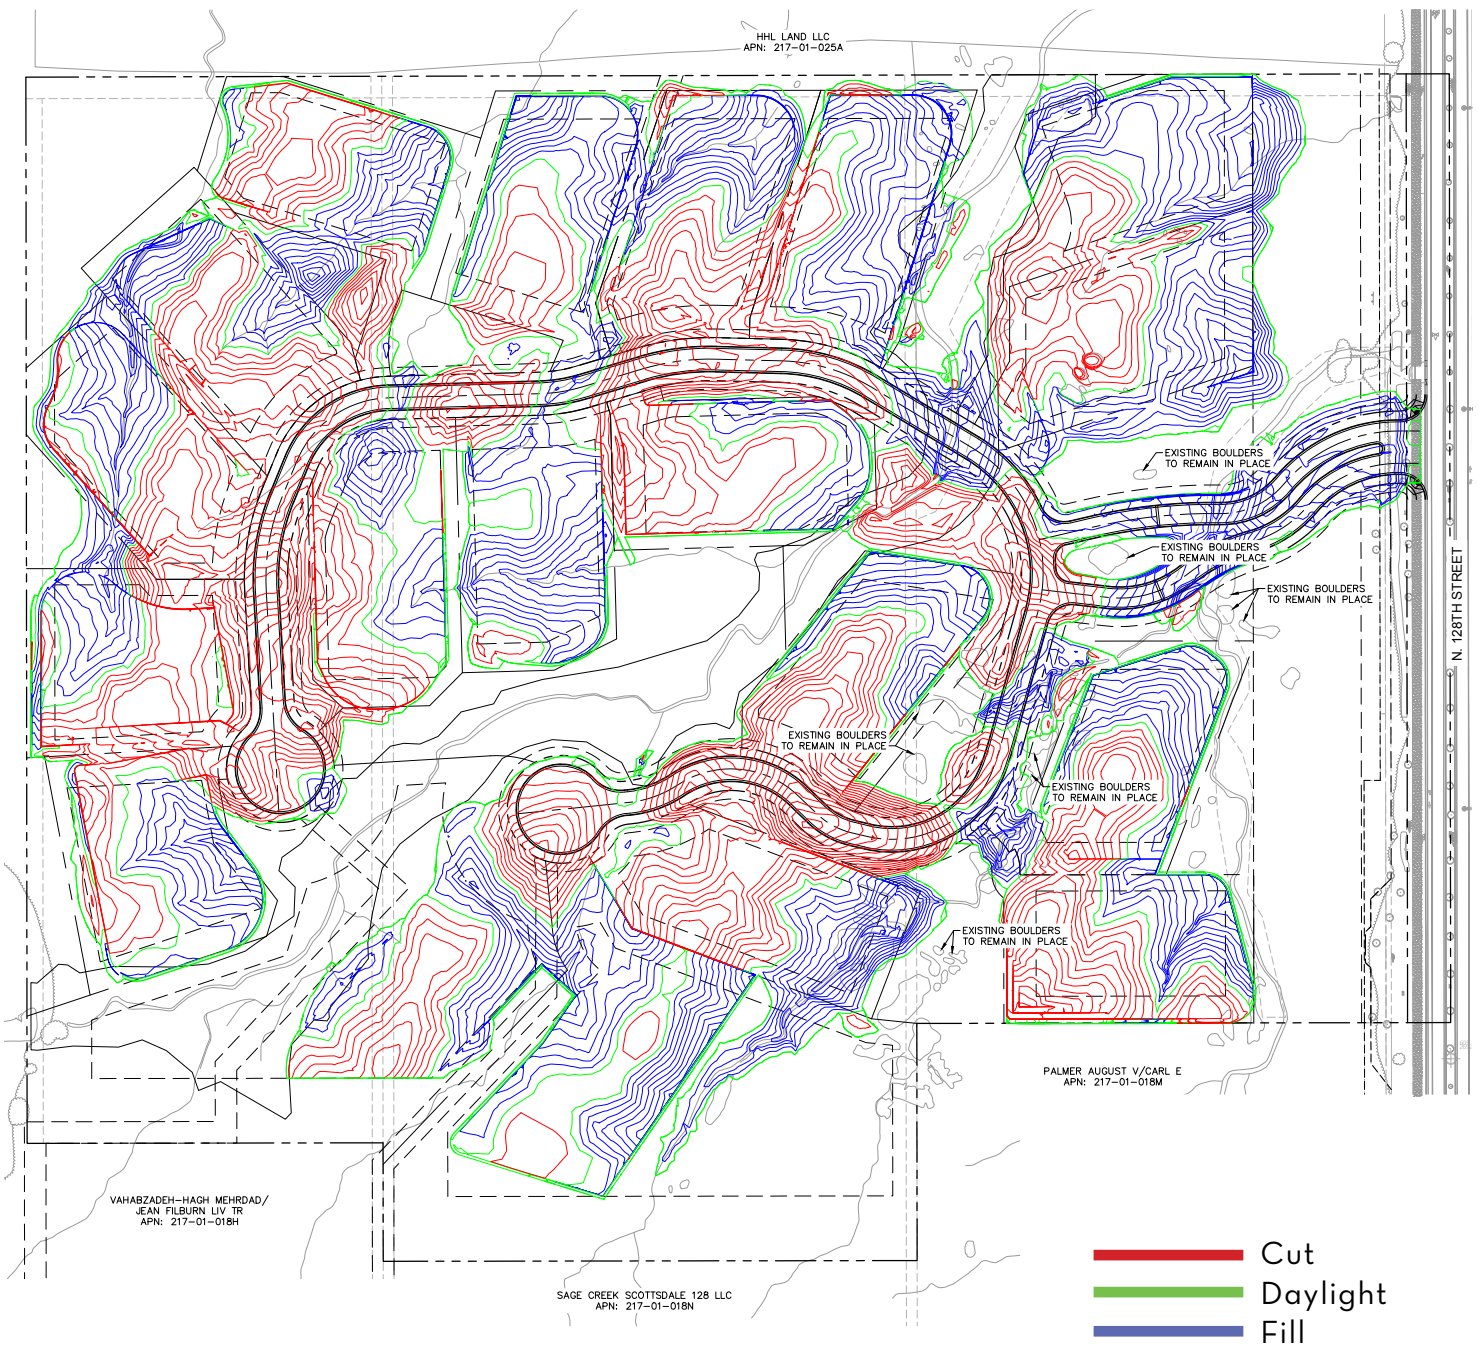 HHL LAND LLC
APN: 217-01-025A
EXISTING BOULDERS
TO REMAIN IN PLACE
EXISTING BOULDERS
TO REMAIN IN PLACE
EXISTING BOULDERS
TO REMAIN IN PLACE
N. 128TH STREET
EXISTING BOULDERS
TO REMAIN IN PLACE
EXISTING BOULDERS
TO REMAIN IN PLACE
EXISTING BOULDERS
TO REMAIN IN PLACE
PALMER AUGUST V/CARL E
APN: 217-01-018M
VAHABZADEH-HAGH MEHRDAD/
JEAN FILBURN LIV TR
APN: 217-01-018H
SAGE CREEK SCOTTSDALE 128 LLC
APN: 217-01-018N
Cut
Daylight
Fill